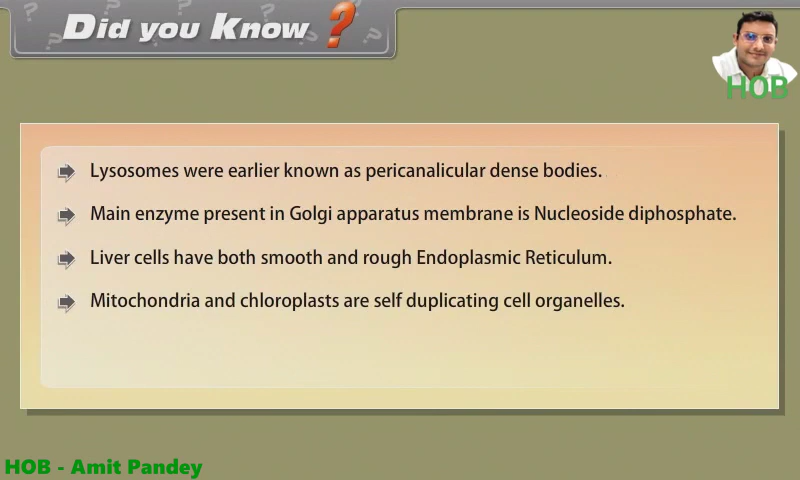 Did you Know ?
HOB
Lysosomes were earlier known as pericanalicular dense bodies.
Main enzyme present in Golgi apparatus membrane is Nucleoside diphosphate.
Liver cells have both smooth and rough Endoplasmic Reticulum.
Mitochondria and chloroplasts are self duplicating cell organelles.
HOB - Amit Pandey